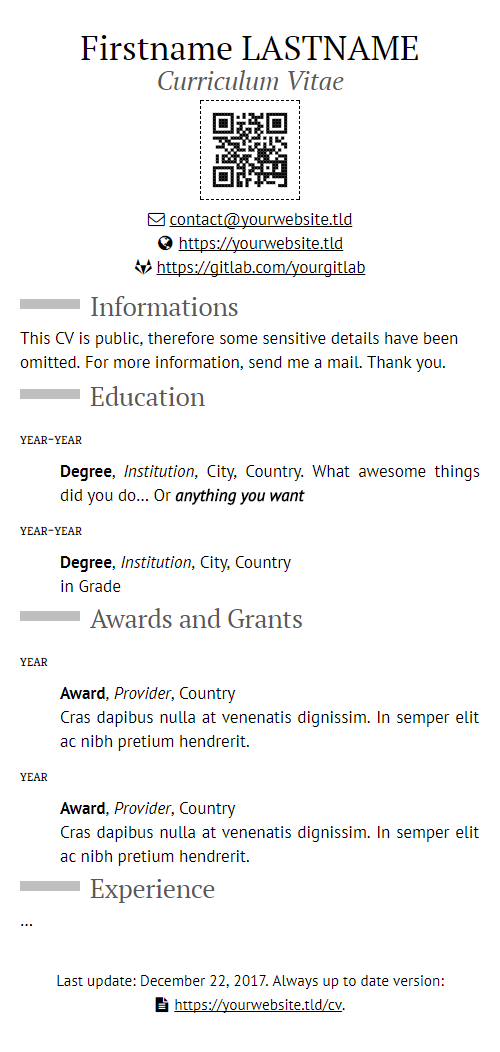 Firstname LASTNAME
Curriculum Vitae
contact@yourwebsite.tld
https://yourwebsite.tld
https://gitlab.com/yourgitlab
Informations
This CV is public, therefore some sensitive details have been
omitted. For more information, send me a mail. Thank you.
Education
YEAR-YEAR
Degree, Institution, City, Country. What awesome things
did you do... Or anything you want
YEAR-YEAR
Degree, Institution, City, Country
in Grade
Awards and Grants
YEAR
Award, Provider, Country
Cras dapibus nulla at venenatis dignissim. In semper elit
ac nibh pretium hendrerit.
YEAR
Award, Provider, Country
Cras dapibus nulla at venenatis dignissim. In semper elit
ac nibh pretium hendrerit.
Experience
...
Last update: December 22, 2017. Always up to date version:
https://yourwebsite.tld/cv.